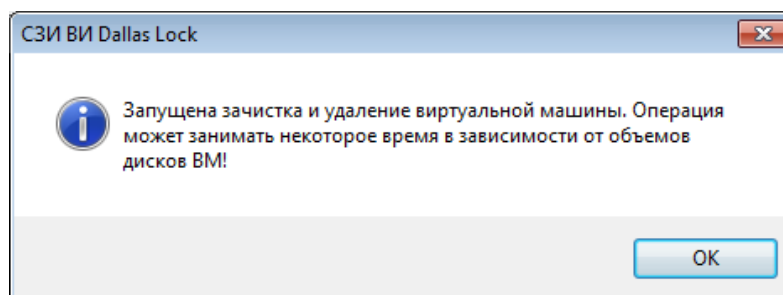 СЗИ ВИ Dallas Lock
Запущена зачистка и удаление виртуальной машины. Операция
может занимать некоторое время в зависимости от объемов
дисков ВМ!
ОК